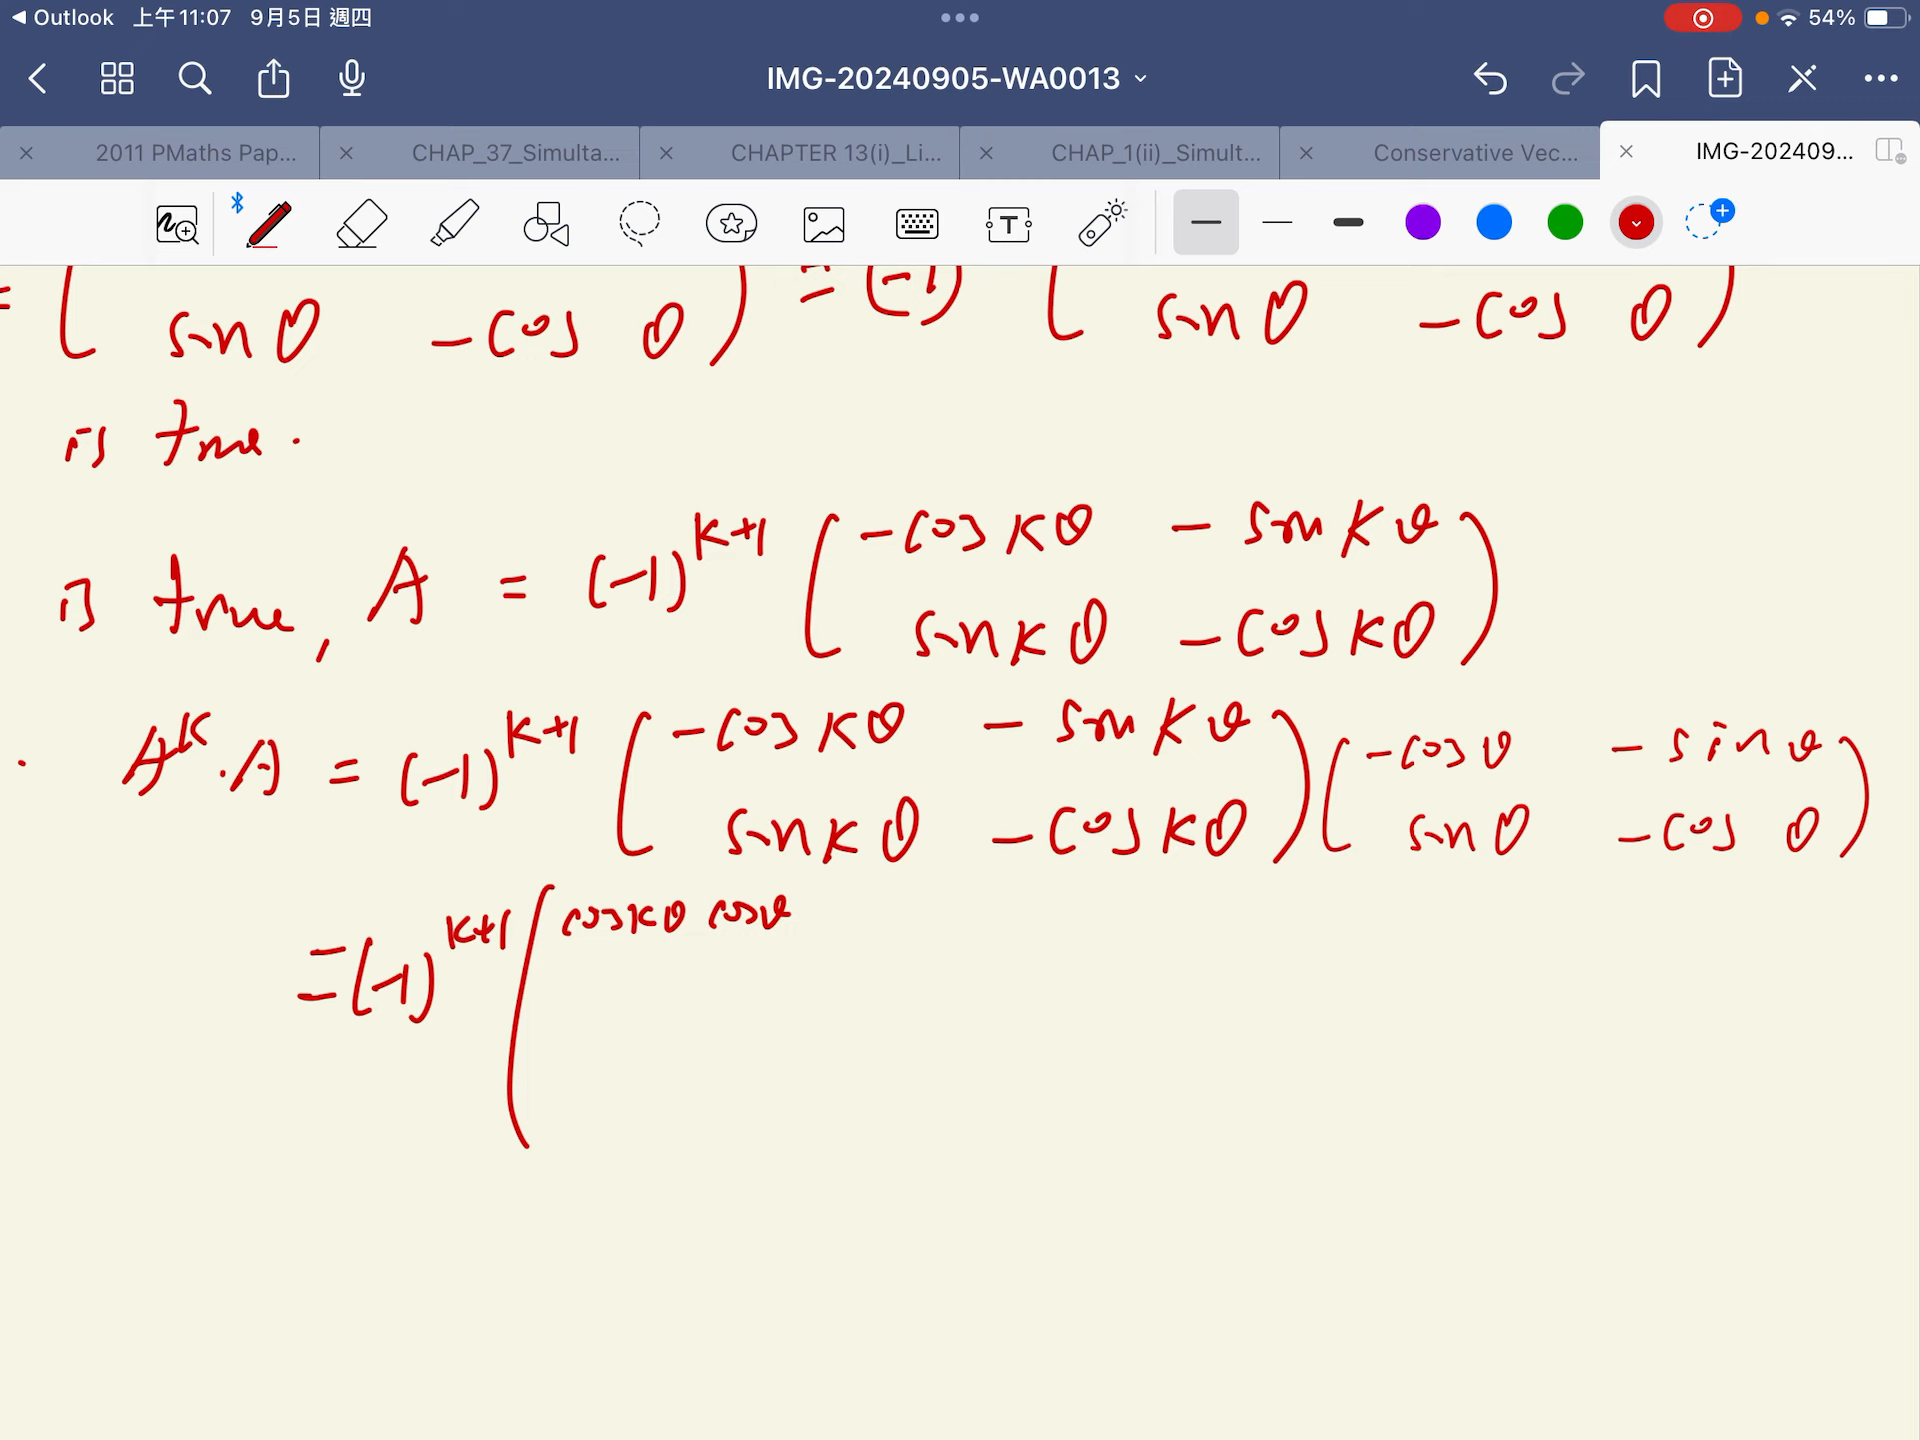 Outlook 上午11:07 9月5日 週四 54%
IMG-20240905-WA0013
2011 PMaths Pap... CHAP_37_Simulta... CHAPTER 13(i)_Li... CHAP_1(ii)_Simult... Conservative Vec... IMG-202409...
= ( sinθ -cos θ ) = (-1) ( sinθ -cos θ )
is true.
is true, A = (-1)^{k+1} ( -cos kθ - sin kθ
sin kθ -cos kθ )
. A^k . A = (-1)^{k+1} ( -cos kθ - sin kθ ) ( -cos θ - sin θ
sin kθ -cos kθ ) ( sin θ -cos θ )
= (-1)^{k+1} ( cos kθ cos θ